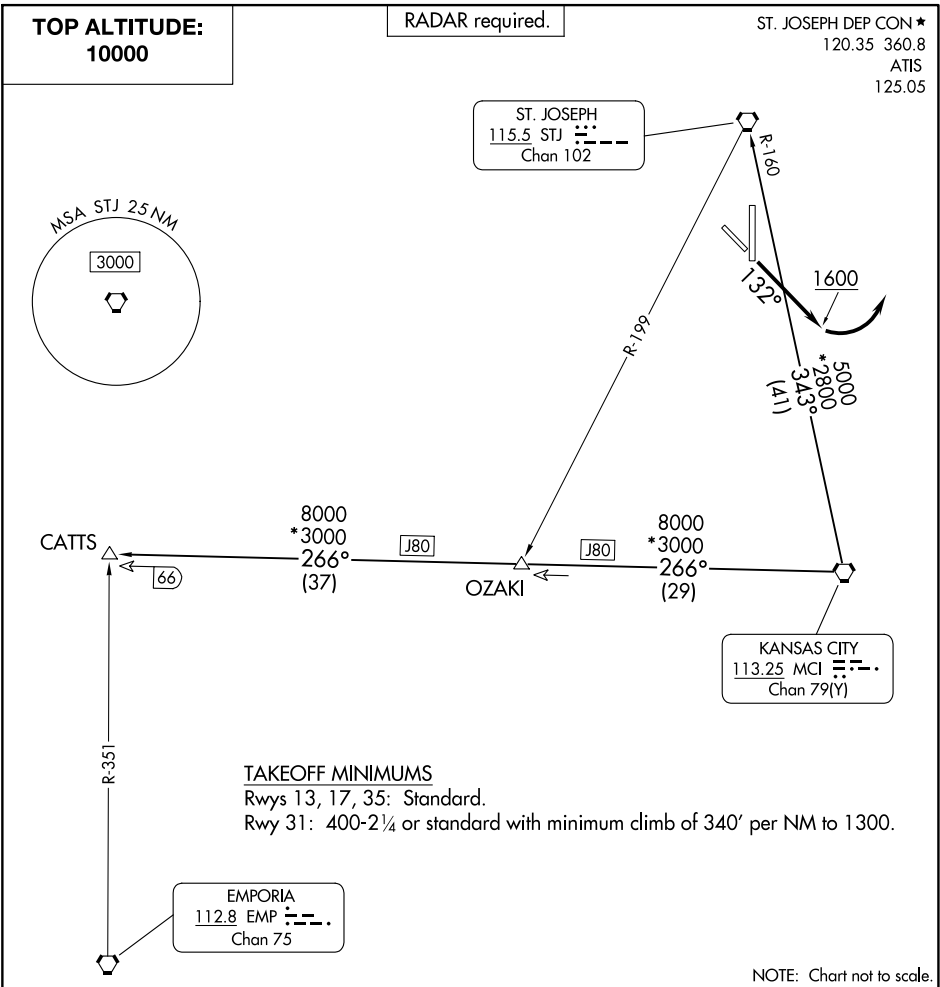 TOP ALTITUDE:
10000
RADAR required.
ST. JOSEPH DEP CON ★
120.35 360.8
ATIS
125.05
ST. JOSEPH
115.5 STJ
Chan 102
R-160
MSA STJ 25 NM
3000
132°
1600
R-199
5000
*2800
343°
(41)
CATTS
8000
*3000
266°
(37)
J80
66
OZAKI
J80
8000
*3000
266°
(29)
KANSAS CITY
113.25 MCI
Chan 79(Y)
R-351
TAKEOFF MINIMUMS
Rwys 13, 17, 35: Standard.
Rwy 31: 400-2¼ or standard with minimum climb of 340' per NM to 1300.
EMPORIA
112.8 EMP
Chan 75
NOTE: Chart not to scale.